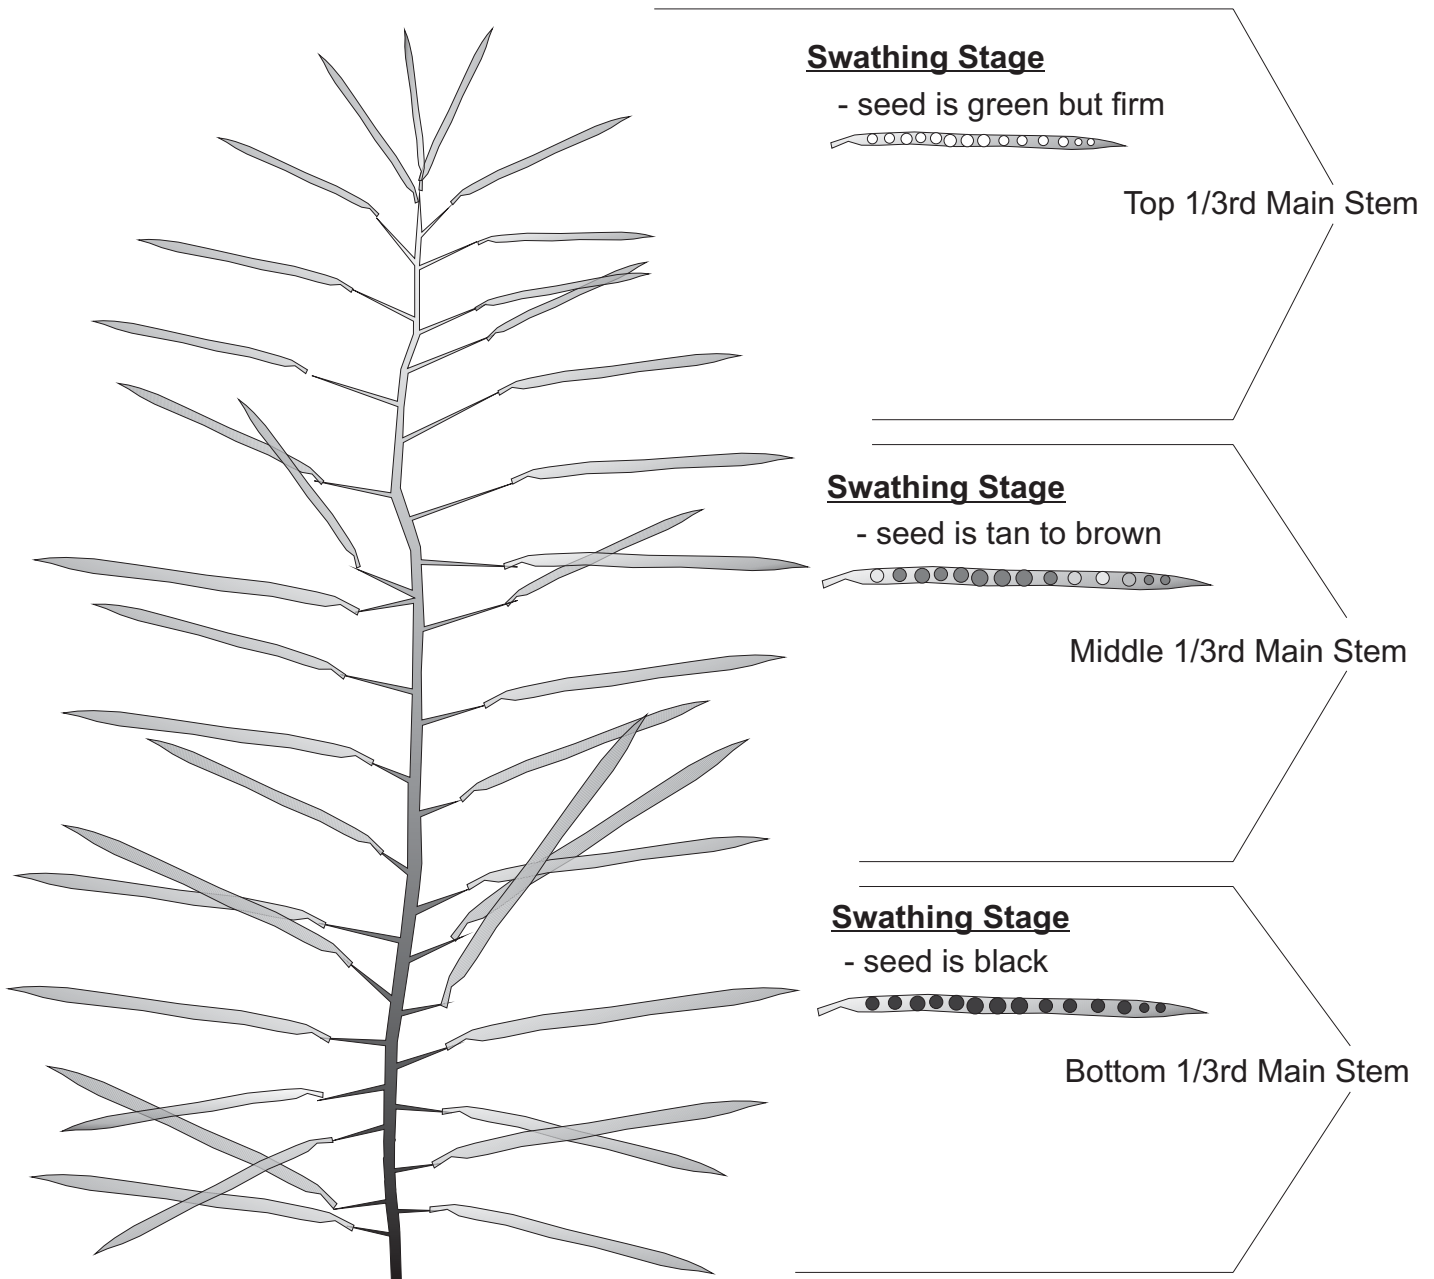 Swathing Stage
- seed is green but firm
Top 1/3rd Main Stem
Swathing Stage
- seed is tan to brown
Middle 1/3rd Main Stem
Swathing Stage
- seed is black
Bottom 1/3rd Main Stem